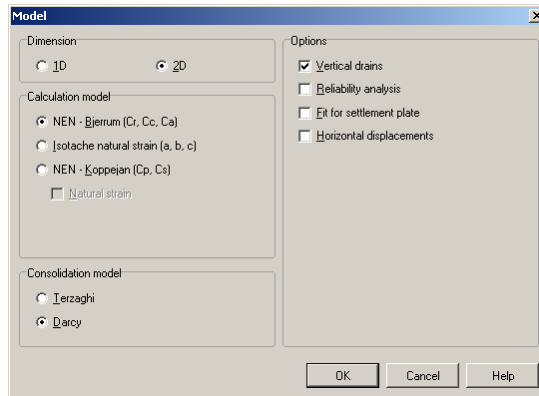 Model
Dimension
1D
2D
Calculation model
NEN - Bjerrum (Cr, Cc, Ca)
Isotache natural strain (a, b, c)
NEN - Koppejan (Cp, Cs)
Natural strain
Consolidation model
Terzaghi
Darcy
Options
Vertical drains
Reliability analysis
Fit for settlement plate
Horizontal displacements
OK
Cancel
Help